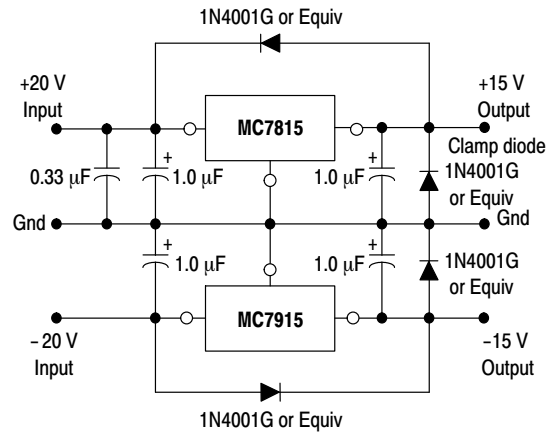 1N4001G or Equiv
+20 V
Input
+15 V
Output
MC7815
Clamp diode
+
+
0.33 μF
1.0 μF
1.0 μF
1N4001G
or Equiv
Gnd
Gnd
+
+
1.0 μF
1.0 μF
1N4001G
or Equiv
MC7915
–20 V
Input
–15 V
Output
1N4001G or Equiv